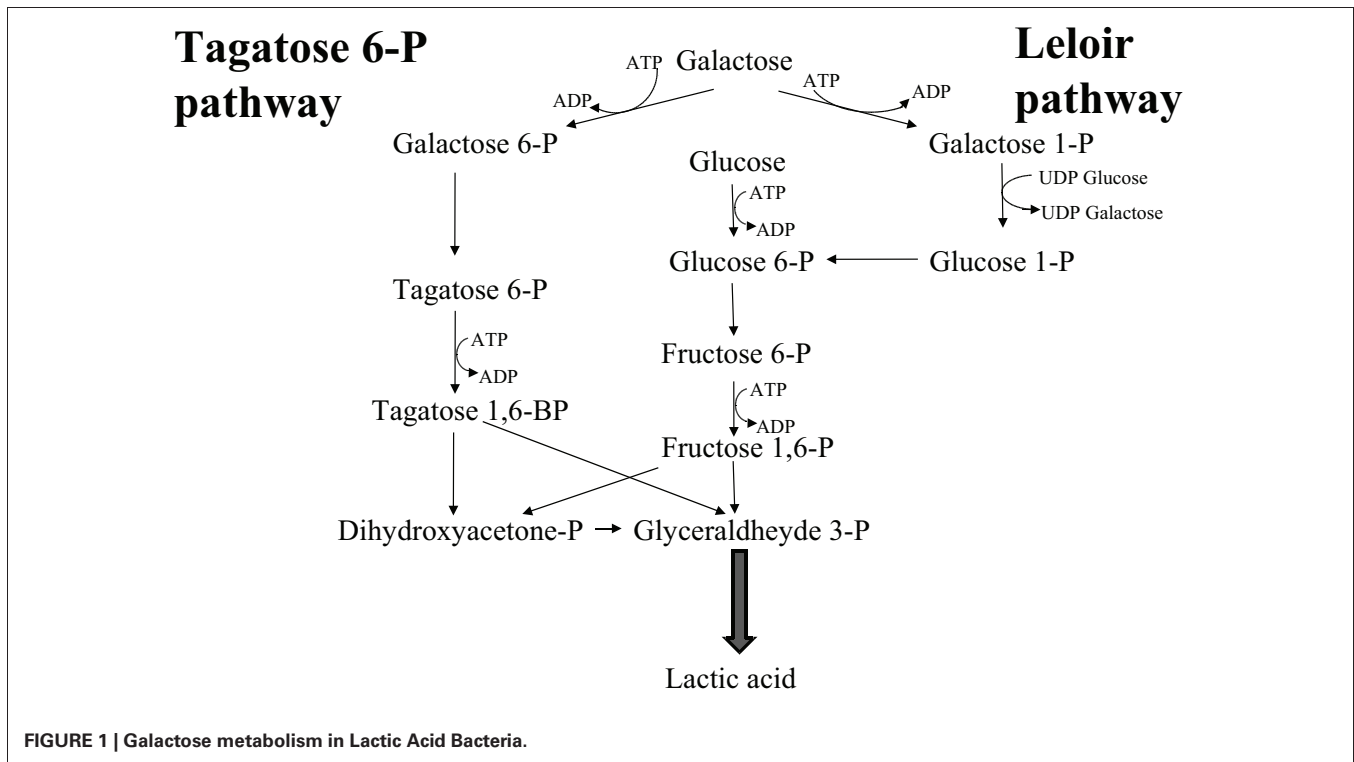 Tagatose 6-P
pathway
Leloir
pathway
Galactose
ATP
ADP
ATP
ADP
Galactose 6-P
Galactose 1-P
Glucose
UDP Glucose
UDP Galactose
ATP
ADP
Glucose 6-P
Glucose 1-P
Tagatose 6-P
ATP
ADP
Fructose 6-P
ATP
ADP
Tagatose 1,6-BP
Fructose 1,6-P
Dihydroxyacetone-P
Glyceraldheyde 3-P
Lactic acid
FIGURE 1 | Galactose metabolism in Lactic Acid Bacteria.